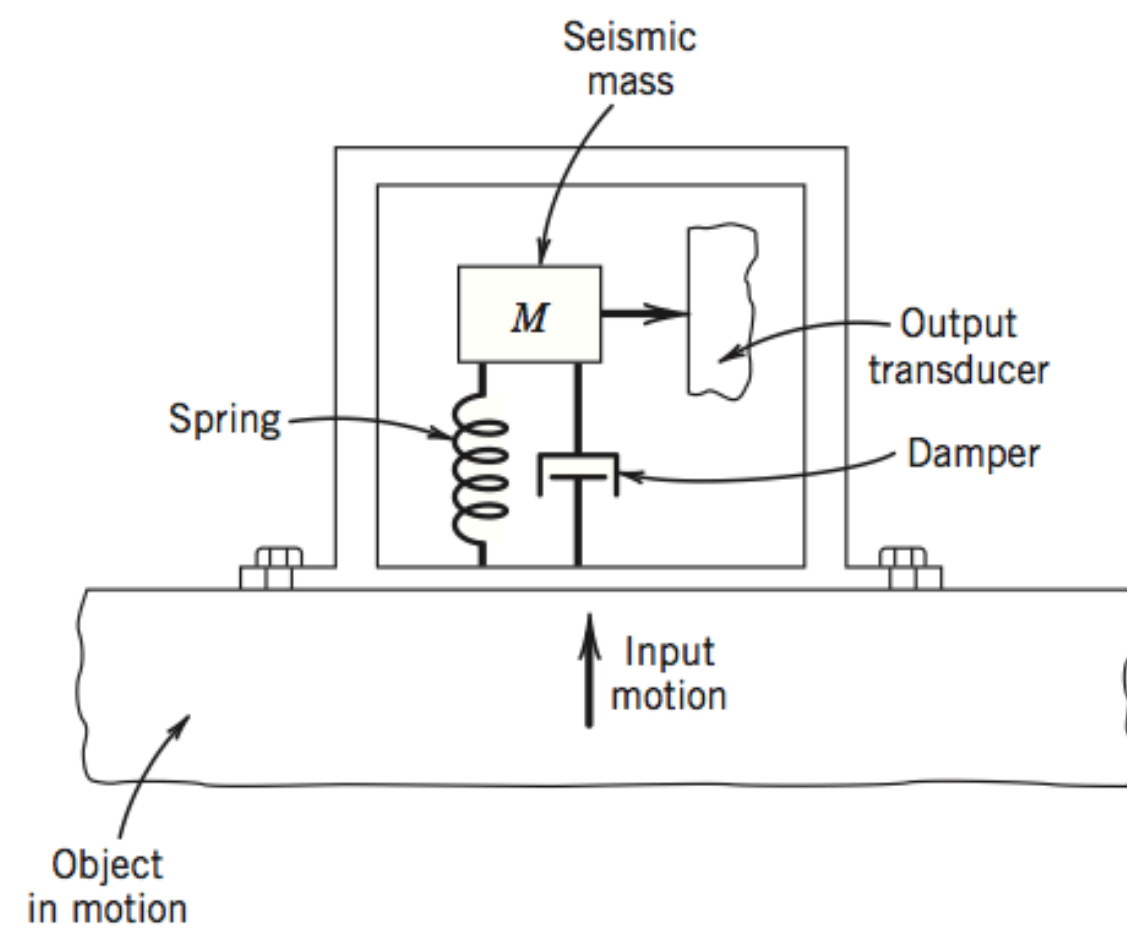 Seismic
mass
M
Output
transducer
Spring
Damper
Input
motion
Object
in motion